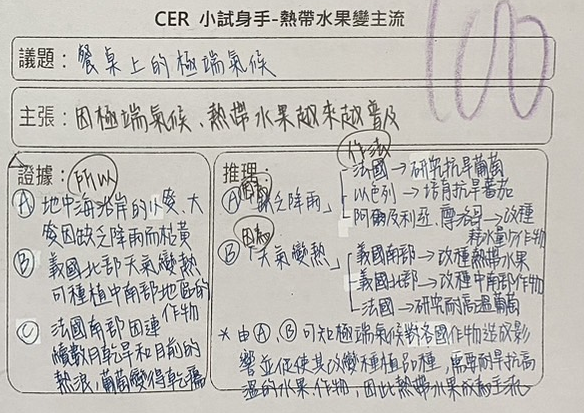 CER 小試身手-熱帶水果變主流
100
議題：餐桌上的極端氣候
主張：因極端氣候、熱帶水果越來越普及
證據：所以
Ⓐ 地中海沿岸的小麥、大
麥因缺乏降雨而枯黃
Ⓑ 義國北部天氣變熱
可種植中南部地區的
作物
Ⓒ 法國南部因連
續數月乾旱和目前的
熱浪，葡萄變得乾癟
推理：
作法
Ⓐ 因為「缺乏降雨」
法國→研究抗旱葡萄
以色列→培育抗旱番茄
阿爾及利亞、→改種
耗水量少作物
Ⓑ 因為「天氣變熱」
義國南部→改種熱帶水果
義國北部→改種中南部作物
法國→研究耐高溫葡萄
*由Ⓐ、Ⓑ可知極端氣候對各國作物造成影
響並促使其改變種植品種，需要耐旱抗高
溫的水果、作物，因此熱帶水果成為主流